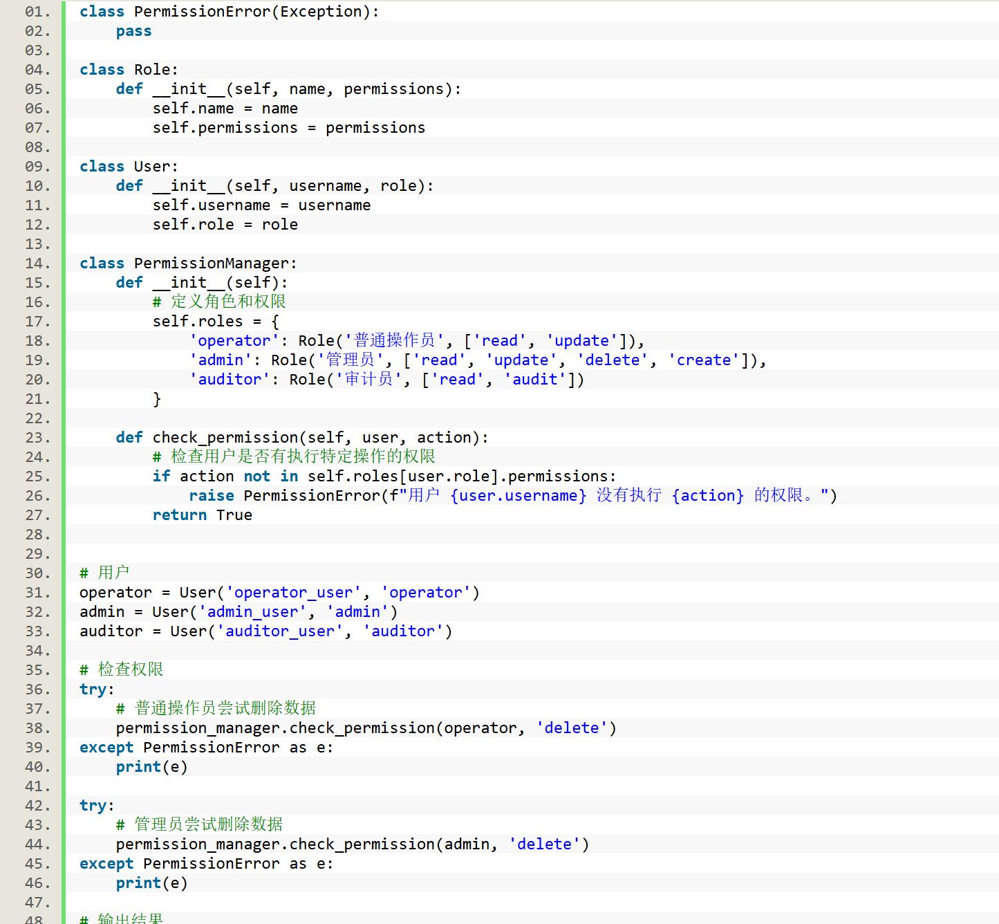 01. class PermissionError(Exception):
02.     pass
03.
04. class Role:
05.     def __init__(self, name, permissions):
06.         self.name = name
07.         self.permissions = permissions
08.
09. class User:
10.     def __init__(self, username, role):
11.         self.username = username
12.         self.role = role
13.
14. class PermissionManager:
15.     def __init__(self):
16.         # 定义角色和权限
17.         self.roles = {
18.             'operator': Role('普通操作员', ['read', 'update']),
19.             'admin': Role('管理员', ['read', 'update', 'delete', 'create']),
20.             'auditor': Role('审计员', ['read', 'audit'])
21.         }
22.
23.     def check_permission(self, user, action):
24.         # 检查用户是否有执行特定操作的权限
25.         if action not in self.roles[user.role].permissions:
26.             raise PermissionError(f"用户 {user.username} 没有执行 {action} 的权限。")
27.         return True
28.
29.
30. # 用户
31. operator = User('operator_user', 'operator')
32. admin = User('admin_user', 'admin')
33. auditor = User('auditor_user', 'auditor')
34.
35. # 检查权限
36. try:
37.     # 普通操作员尝试删除数据
38.     permission_manager.check_permission(operator, 'delete')
39. except PermissionError as e:
40.     print(e)
41.
42. try:
43.     # 管理员尝试删除数据
44.     permission_manager.check_permission(admin, 'delete')
45. except PermissionError as e:
46.     print(e)
47.
48. # 输出结果